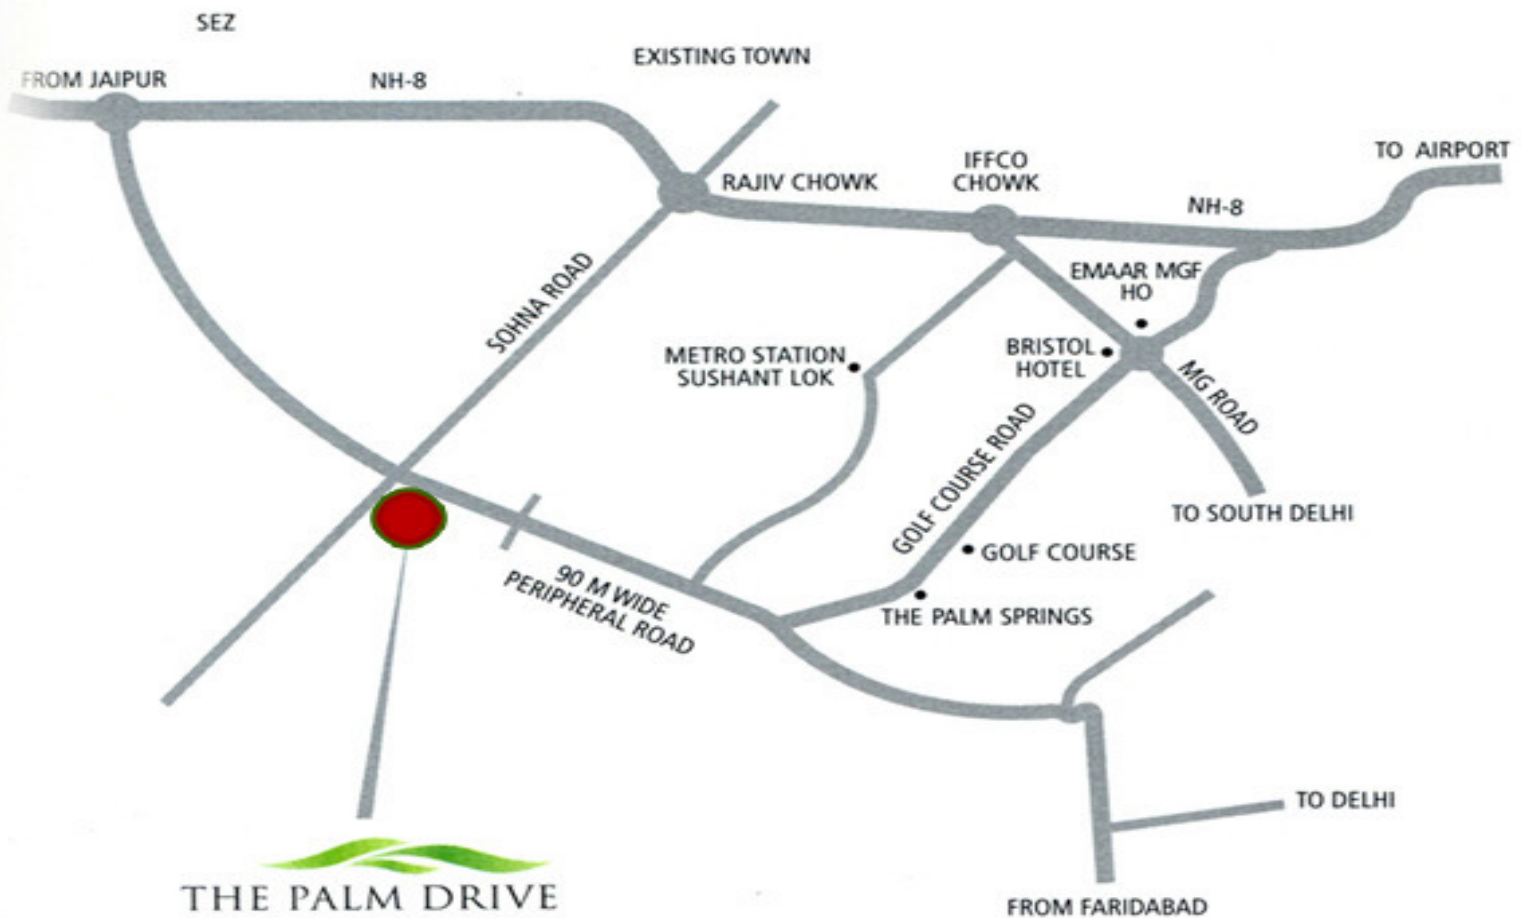 SEZ
EXISTING TOWN
FROM JAIPUR
NH-8
TO AIRPORT
IFFCO
CHOWK
RAJIV CHOWK
NH-8
SOHNA ROAD
EMAAR MGF
HO
METRO STATION
SUSHANT LOK
BRISTOL
HOTEL
MG ROAD
GOLF COURSE ROAD
TO SOUTH DELHI
GOLF COURSE
90 M WIDE
PERIPHERAL ROAD
THE PALM SPRINGS
TO DELHI
THE PALM DRIVE
FROM FARIDABAD